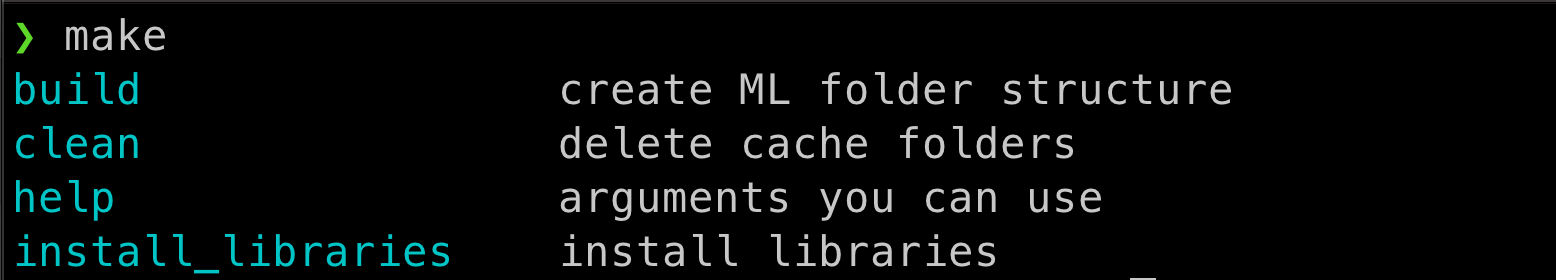 ❯ make
build create ML folder structure
clean delete cache folders
help arguments you can use
install_libraries install libraries